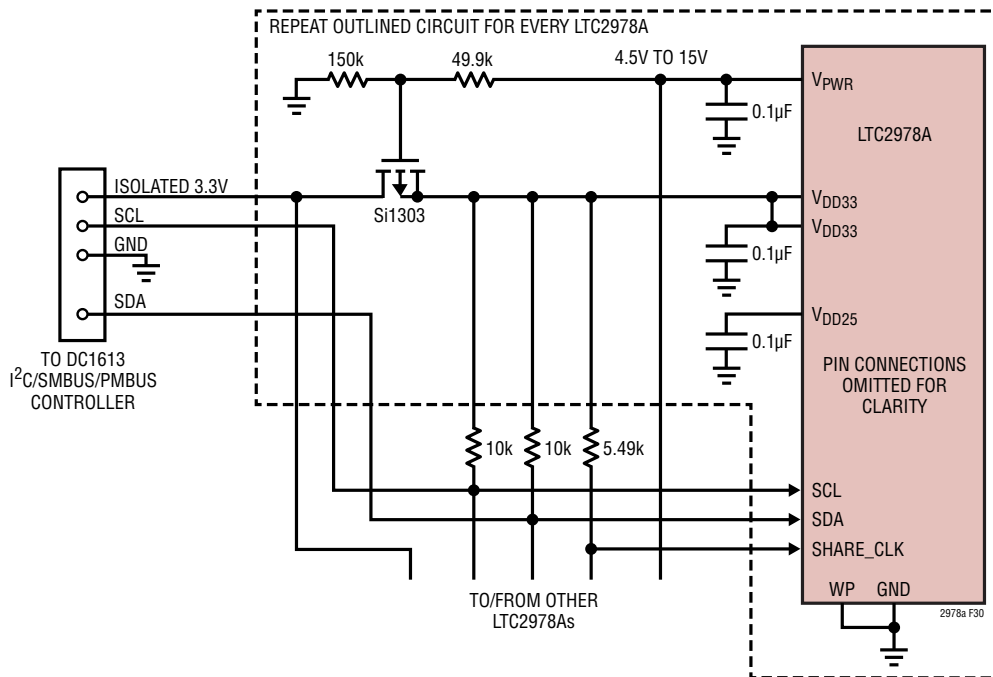 REPEAT OUTLINED CIRCUIT FOR EVERY LTC2978A
150k
49.9k
4.5V TO 15V
VPWR
0.1µF
LTC2978A
ISOLATED 3.3V
Si1303
VDD33
SCL
VDD33
GND
0.1µF
SDA
VDD25
0.1µF
TO DC1613
I2C/SMBUS/PMBUS
CONTROLLER
PIN CONNECTIONS
OMITTED FOR
CLARITY
10k
10k
5.49k
SCL
SDA
SHARE_CLK
TO/FROM OTHER
LTC2978As
WP
GND
2978a F30